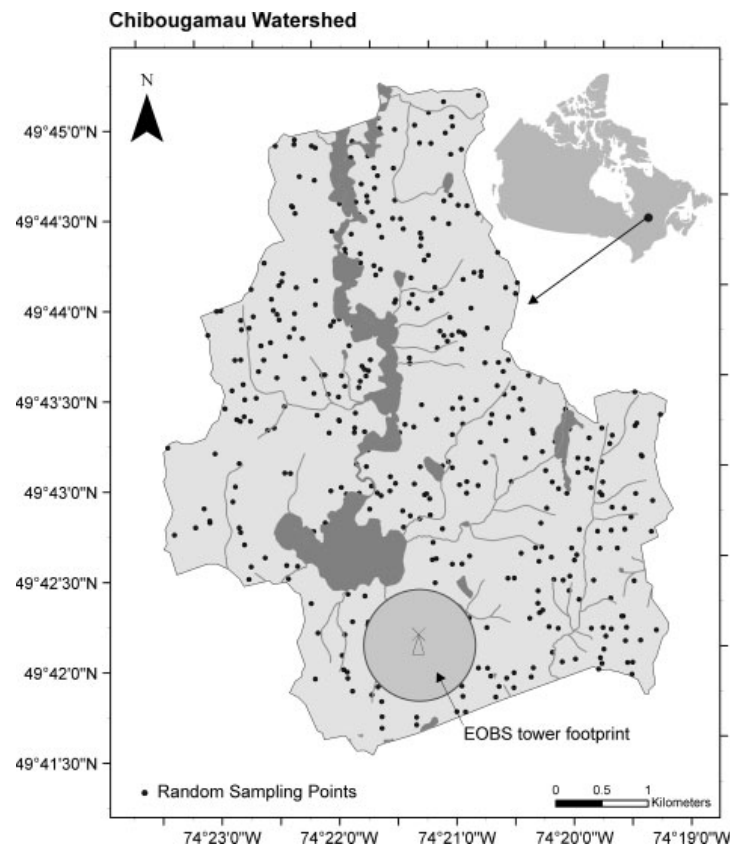 Chibougamau Watershed
N
49°45'0"N
49°44'30"N
49°44'0"N
49°43'30"N
49°43'0"N
49°42'30"N
49°42'0"N
49°41'30"N
EOBS tower footprint
Random Sampling Points
0 0.5 1
Kilometers
74°23'0"W 74°22'0"W 74°21'0"W 74°20'0"W 74°19'0"W